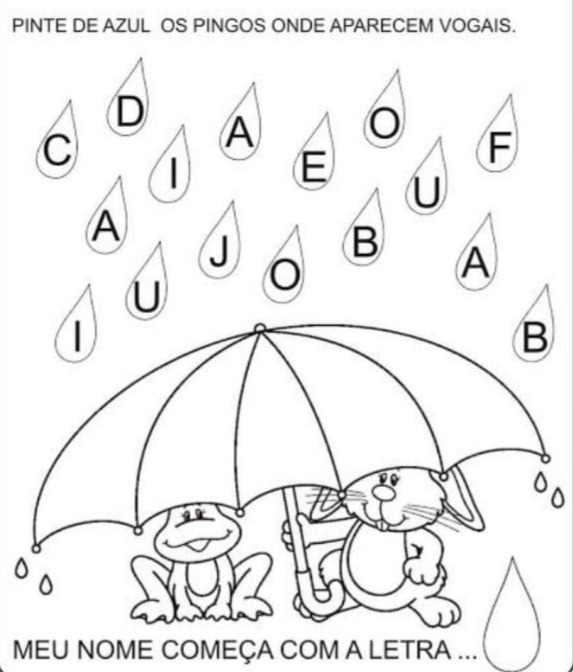 PINTE DE AZUL OS PINGOS ONDE APARECEM VOGAIS.
D
C
A
O
F
I
E
U
A
J
B
O
A
U
I
B
MEU NOME COMEÇA COM A LETRA ...